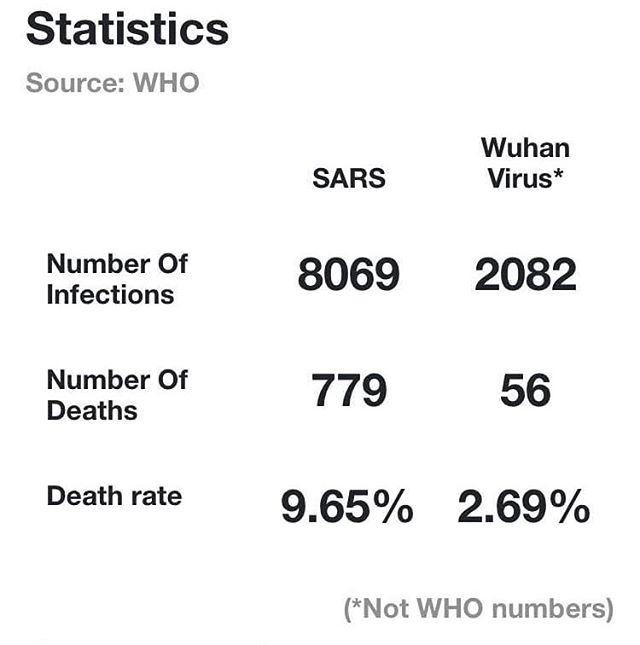 Statistics
Source: WHO
Wuhan
SARS Virus*
Number Of
Infections 8069 2082
Number Of
Deaths 779 56
Death rate 9.65% 2.69%
(*Not WHO numbers)